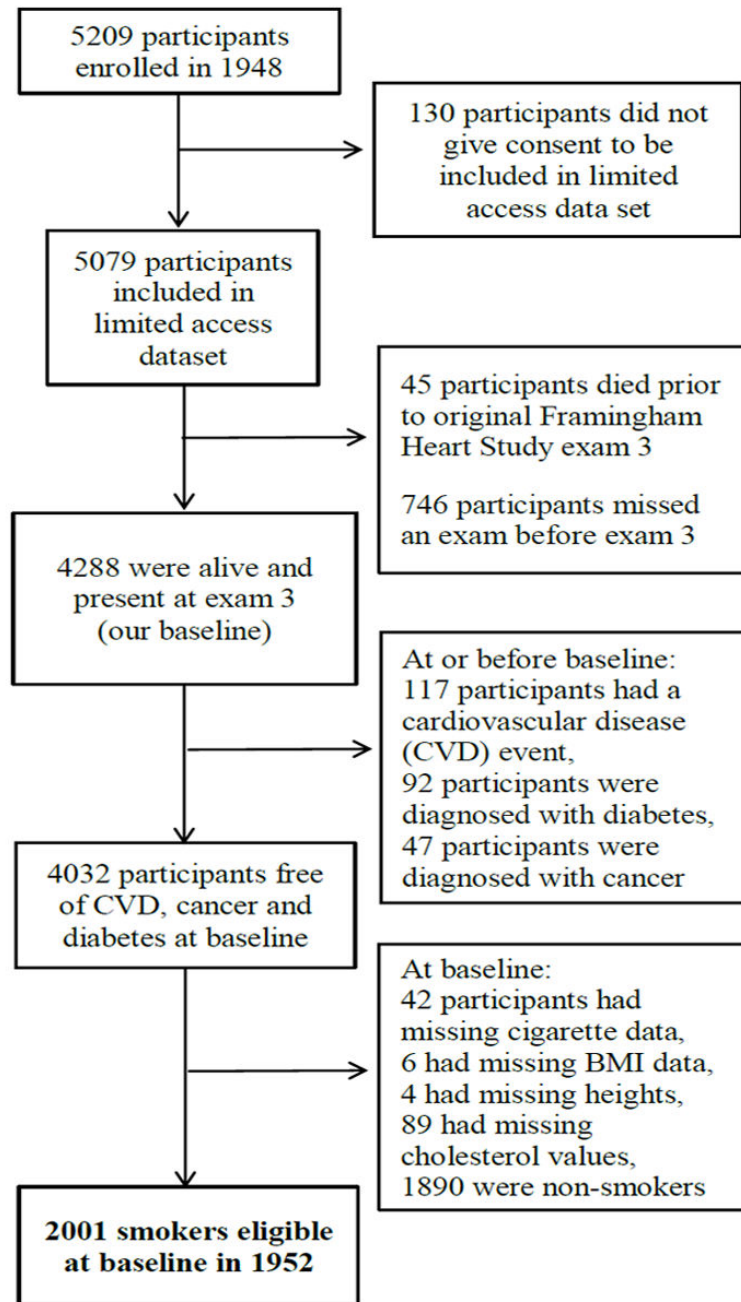 5209 participants
enrolled in 1948
130 participants did not
give consent to be
included in limited
access data set
5079 participants
included in
limited access
dataset
45 participants died prior
to original Framingham
Heart Study exam 3
746 participants missed
an exam before exam 3
4288 were alive and
present at exam 3
(our baseline)
At or before baseline:
117 participants had a
cardiovascular disease
(CVD) event,
92 participants were
diagnosed with diabetes,
47 participants were
diagnosed with cancer
4032 participants free
of CVD, cancer and
diabetes at baseline
At baseline:
42 participants had
missing cigarette data,
6 had missing BMI data,
4 had missing heights,
89 had missing
cholesterol values,
1890 were non-smokers
2001 smokers eligible
at baseline in 1952